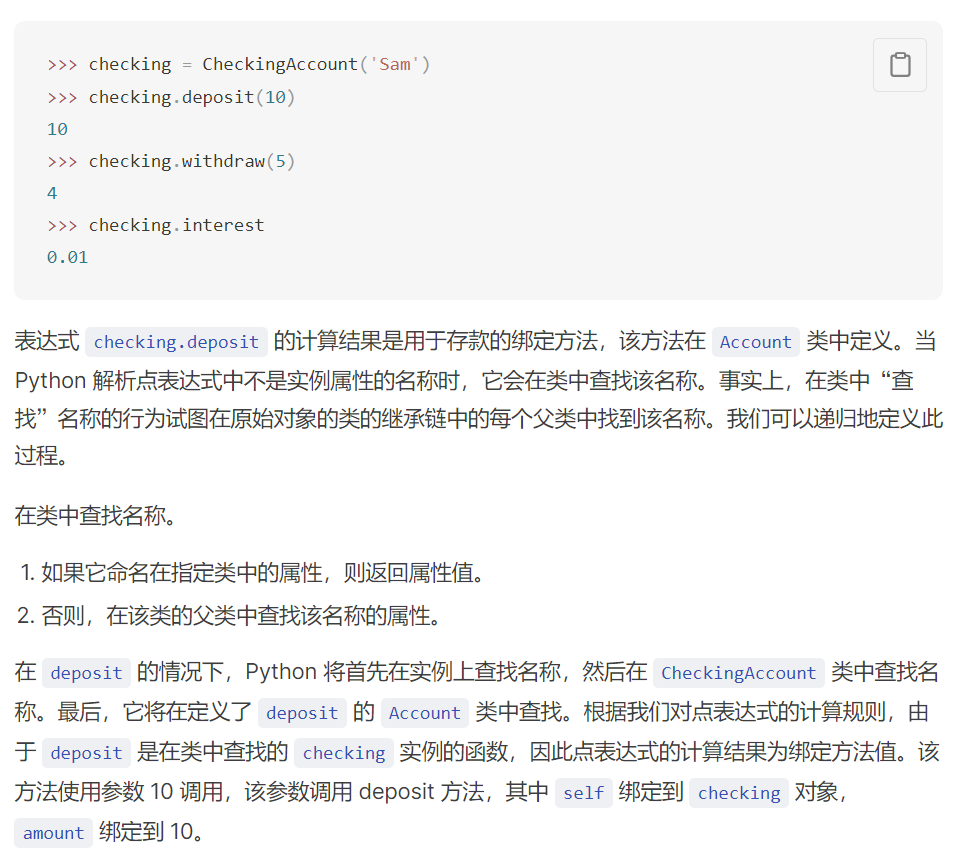 >>> checking = CheckingAccount('Sam')
>>> checking.deposit(10)
10
>>> checking.withdraw(5)
4
>>> checking.interest
0.01
表达式 checking.deposit 的计算结果是用于存款的绑定方法，该方法在 Account 类中定义。当
Python 解析点表达式中不是实例属性的名称时，它会在类中查找该名称。事实上，在类中“查
找”名称的行为试图在原始对象的类的继承链中的每个父类中找到该名称。我们可以递归地定义此
过程。
在类中查找名称。
1. 如果它命名在指定类中的属性，则返回属性值。
2. 否则，在该类的父类中查找该名称的属性。
在 deposit 的情况下，Python 将首先在实例上查找名称，然后在 CheckingAccount 类中查找名
称。最后，它将在定义了 deposit 的 Account 类中查找。根据我们对点表达式的计算规则，由
于 deposit 是在类中查找的 checking 实例的函数，因此点表达式的计算结果为绑定方法值。该
方法使用参数 10 调用，该参数调用 deposit 方法，其中 self 绑定到 checking 对象，
amount 绑定到 10。